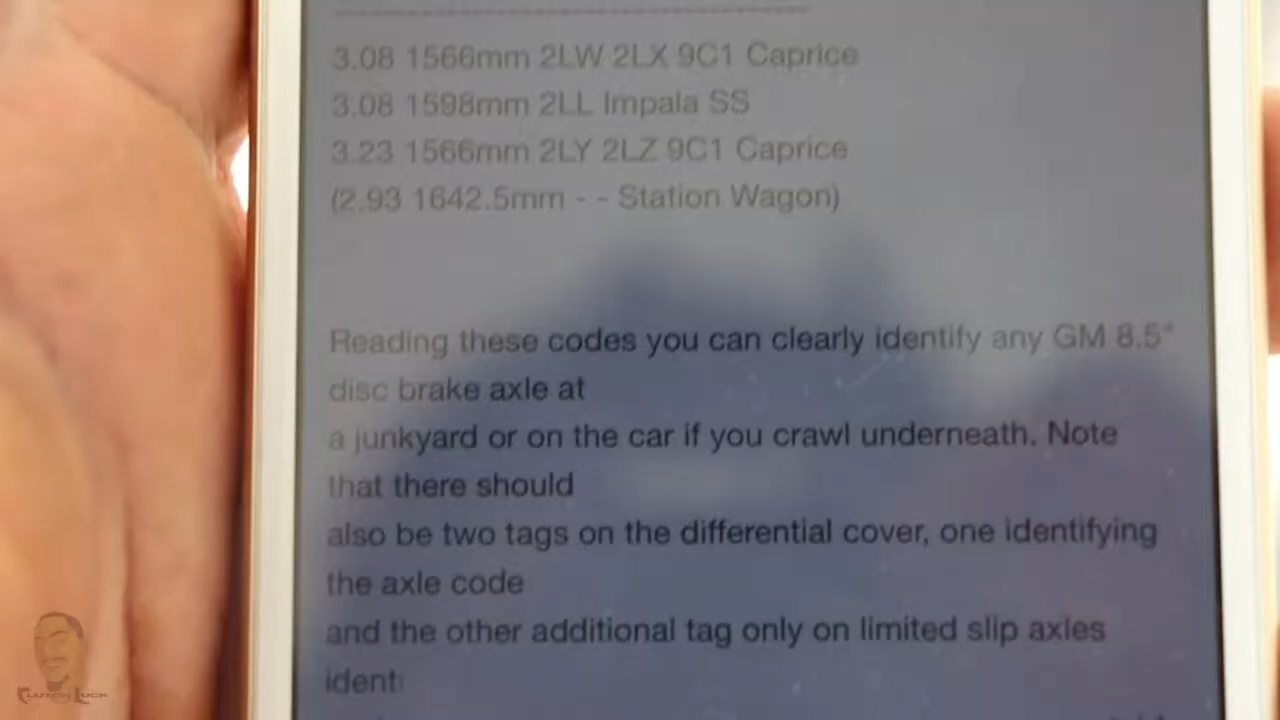 3.08 1566mm 2LW 2LX 9C1 Caprice
3.08 1598mm 2LL Impala SS
3.23 1566mm 2LY 2LZ 9C1 Caprice
(2.93 1642.5mm - - Station Wagon)
Reading these codes you can clearly identify any GM 8.5"
disc brake axle at
a junkyard or on the car if you crawl underneath. Note
that there should
also be two tags on the differential cover, one identifying
the axle code
and the other additional tag only on limited slip axles
identi